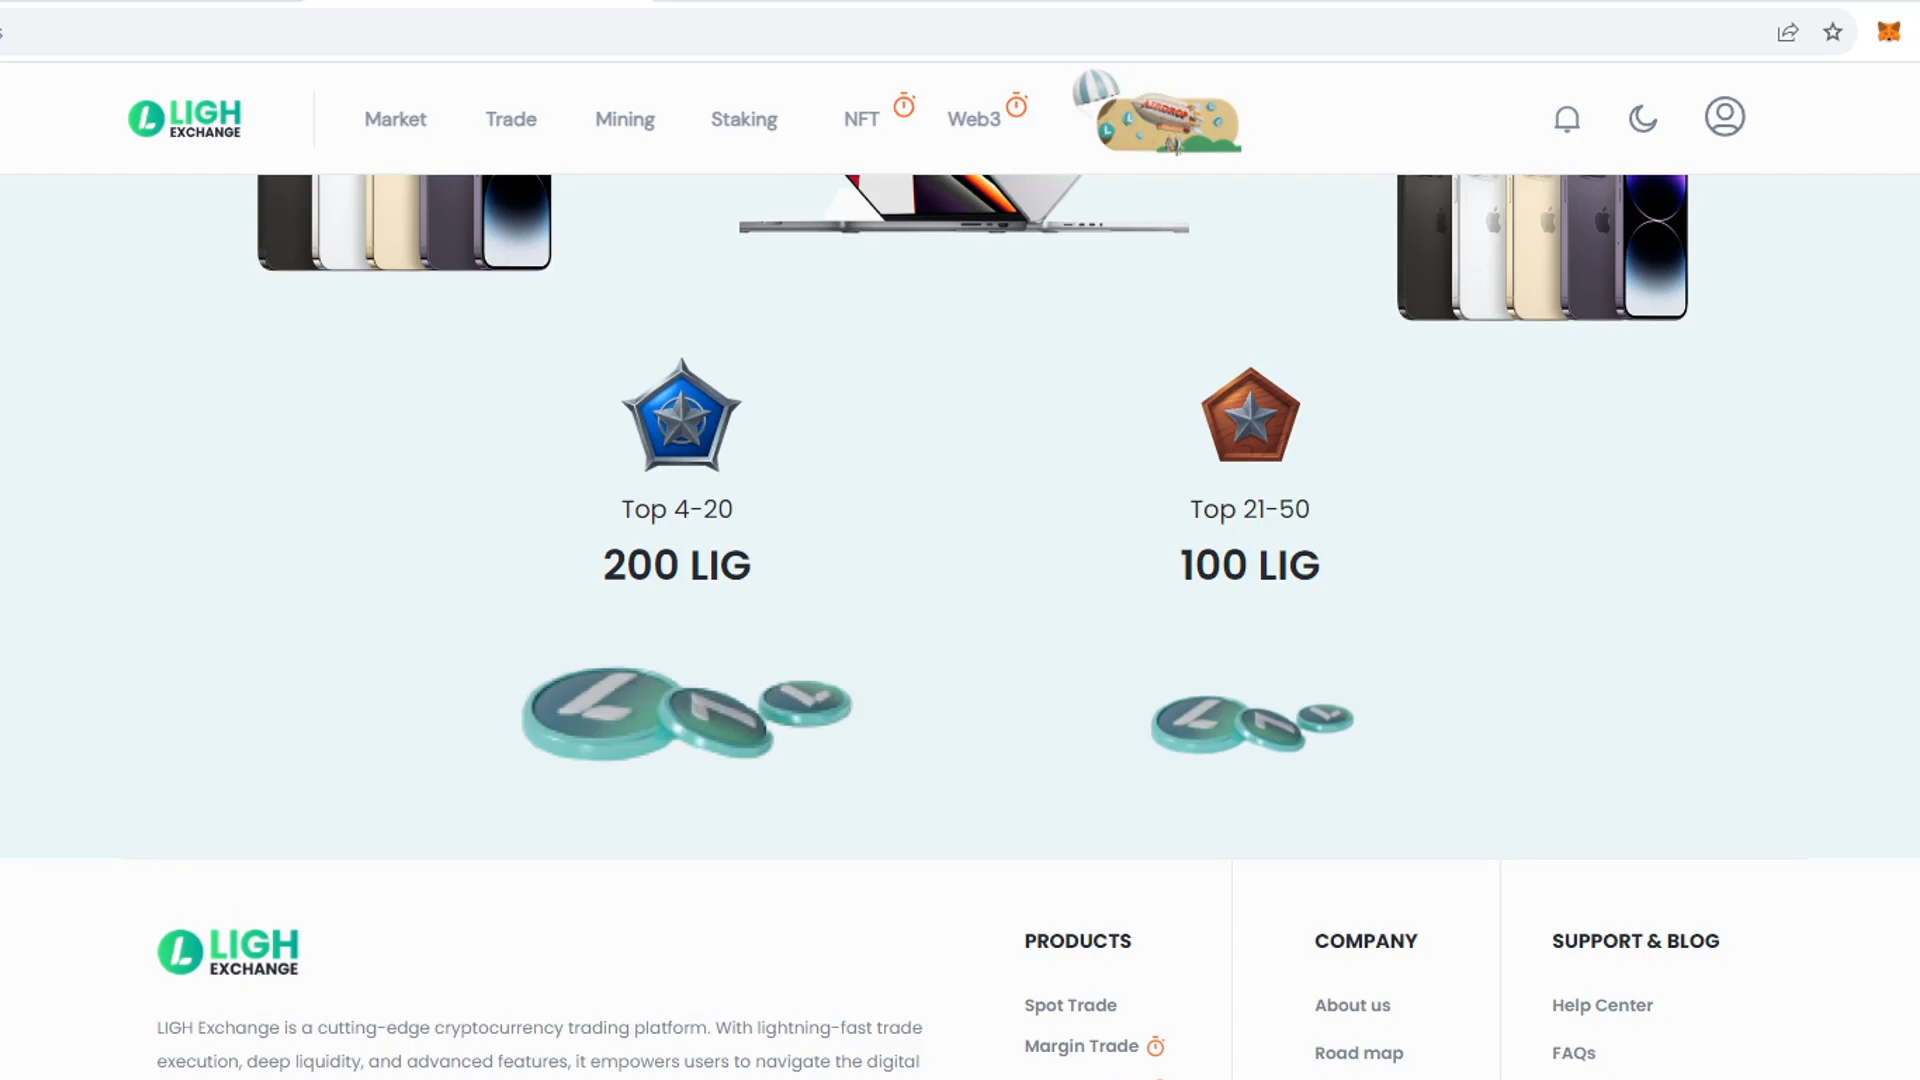 LIGH
EXCHANGE
Market
Trade
Mining
Staking
NFT
Web3
AIRDROP
Top 4-20
200 LIG
Top 21-50
100 LIG
LIGH
EXCHANGE
LIGH Exchange is a cutting-edge cryptocurrency trading platform. With lightning-fast trade
execution, deep liquidity, and advanced features, it empowers users to navigate the digital
PRODUCTS
Spot Trade
Margin Trade
COMPANY
About us
Road map
SUPPORT & BLOG
Help Center
FAQs